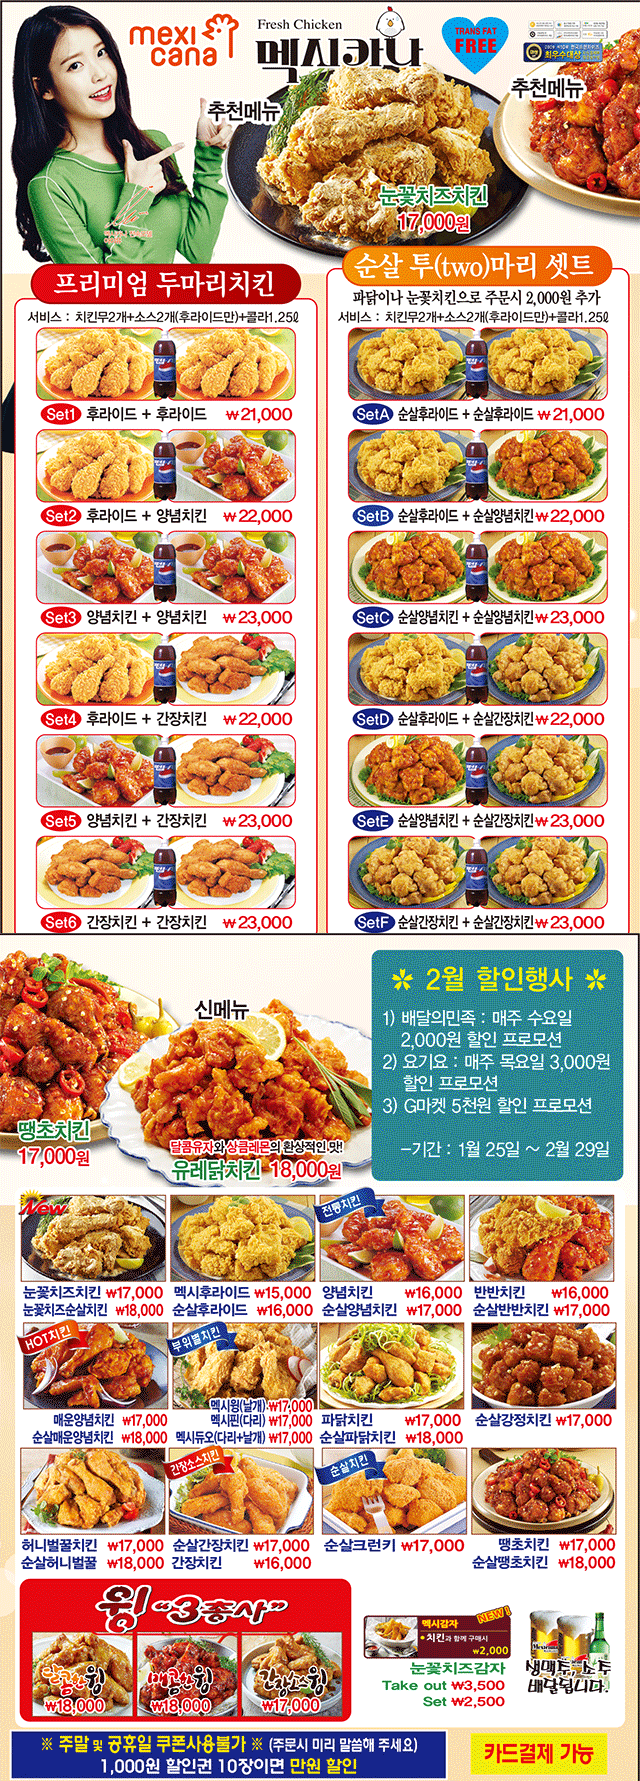 mexi
cana
Fresh Chicken
멕시카나
TRANS FAT
FREE
최우수대상
추천메뉴
추천메뉴
눈꽃치즈치킨
17,000원
프리미엄 두마리치킨
서비스 : 치킨무2개+소스2개(후라이드만)+콜라1.25ℓ
Set1 후라이드 + 후라이드 ₩21,000
Set2 후라이드 + 양념치킨 ₩22,000
Set3 양념치킨 + 양념치킨 ₩23,000
Set4 후라이드 + 간장치킨 ₩22,000
Set5 양념치킨 + 간장치킨 ₩23,000
Set6 간장치킨 + 간장치킨 ₩23,000
순살 투(two)마리 셋트
파닭이나 눈꽃치킨으로 주문시 2,000원 추가
서비스 : 치킨무2개+소스2개(후라이드만)+콜라1.25ℓ
SetA 순살후라이드 + 순살후라이드 ₩21,000
SetB 순살후라이드 + 순살양념치킨 ₩22,000
SetC 순살양념치킨 + 순살양념치킨 ₩23,000
SetD 순살후라이드 + 순살간장치킨 ₩22,000
SetE 순살양념치킨 + 순살간장치킨 ₩23,000
SetF 순살간장치킨 + 순살간장치킨 ₩23,000
땡초치킨
17,000원
신메뉴
달콤유자와 상큼레몬의 환상적인 맛!
유레닭치킨 18,000원
2월 할인행사
1) 배달의민족 : 매주 수요일
2,000원 할인 프로모션
2) 요기요 : 매주 목요일 3,000원
할인 프로모션
3) G마켓 5천원 할인 프로모션
-기간 : 1월 25일 ~ 2월 29일
New
눈꽃치즈치킨 ₩17,000
눈꽃치즈순살치킨 ₩18,000
멕시후라이드 ₩15,000
순살후라이드 ₩16,000
전통치킨
양념치킨 ₩16,000
순살양념치킨 ₩17,000
반반치킨 ₩16,000
순살반반치킨 ₩17,000
HOT치킨
매운양념치킨 ₩17,000
순살매운양념치킨 ₩18,000
부위별치킨
멕시윙(날개) ₩17,000
멕시핀(다리) ₩17,000
멕시듀오(다리+날개) ₩17,000
파닭치킨 ₩17,000
순살파닭치킨 ₩18,000
순살강정치킨 ₩17,000
허니벌꿀치킨 ₩17,000
순살허니벌꿀 ₩18,000
간장소스치킨
순살간장치킨 ₩17,000
간장치킨 ₩16,000
순살치킨
순살크런키 ₩17,000
땡초치킨 ₩17,000
순살땡초치킨 ₩18,000
윙 "3종사"
달콤한윙
₩18,000
매콤한윙
₩18,000
간장소스윙
₩17,000
멕시감자
NEW!
치킨과 함께 구매시
₩2,000
눈꽃치즈감자
Take out ₩3,500
Set ₩2,500
생맥주, 소주
배달됩니다.
※ 주말 및 공휴일 쿠폰사용불가 ※ (주문시 미리 말씀해 주세요)
1,000원 할인권 10장이면 만원 할인
카드결제 가능